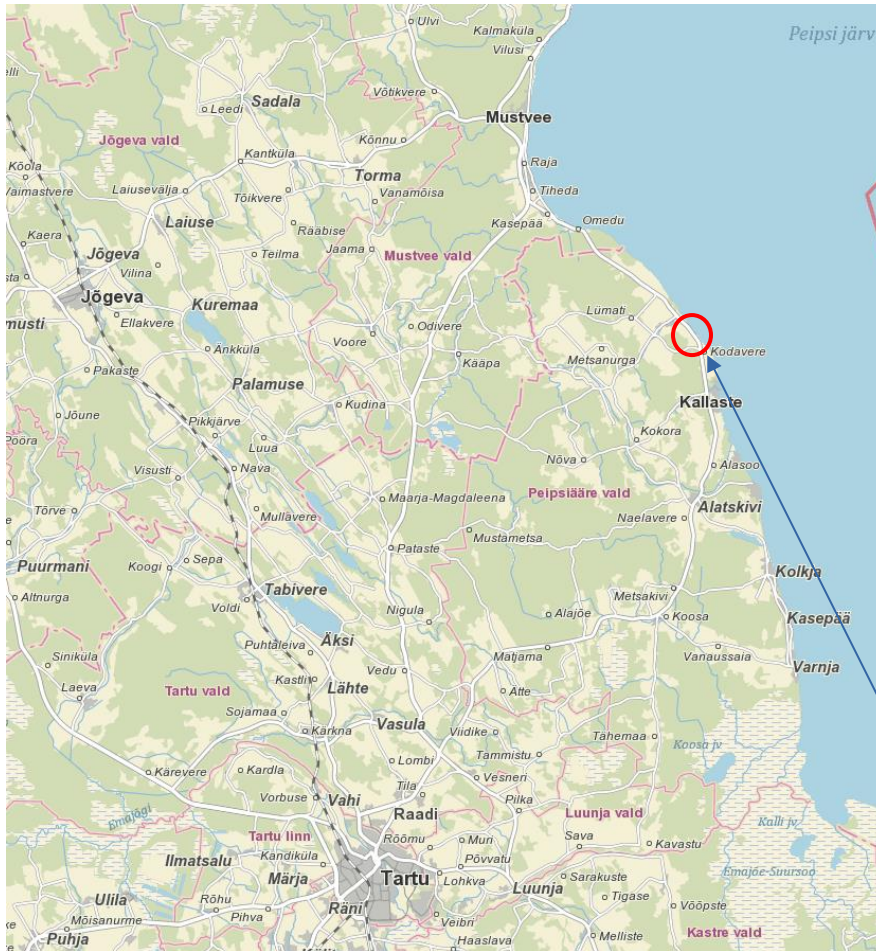 Ulvi
Kalmaküla
Peipsi järv
Vilusi
elli
Leedi
Sadala
Võtikvere
Mustvee
Jõgeva vald
Kõnnu
Kantküla
Raja
Kõola
Torma
Vaimastvere
Laiusevälja
Tõikvere
Vanamõisa
Tiheda
Laiuse
Kasepää
Omedu
Kaera
Rääbise
Jõgeva
Teilma
Jaama
Mustvee vald
sta
Vilina
Jõgeva
Kuremaa
Lümati
musti
Ellakvere
Odivere
Voore
Änkküla
Kääpa
Metsanurga
Kodavere
Pakaste
Palamuse
Kallaste
Kudina
Jõune
Pikkjärve
Kokora
Pööra
Luua
Visusti
Nava
Nõva
Alasoo
Maarja-Magdaleena
Peipsiääre vald
Tõrve
Mullavere
Alatskivi
Naelavere
Mustametsa
Pataste
Puurmani
Koogi
Sepa
Kolkja
Altnurga
Tabivere
Metsakivi
Voldi
Nigula
Alajõe
Koosa
Kasepää
Äksi
Puhtaleiva
Siniküla
Matjama
Vanaussaia
Varnja
Laeva
Kastli
Vedu
Tartu vald
Lähte
Ätte
Sojamaa
Vasula
Viidike
Karkna
Tahemaa
Koosa jv
Lombi
Tammistu
Kärevere
Kardla
Vesneri
Vorbuse
Vahi
Tila
Pilka
Emajõgi
Raadi
Luunja vald
Kalli jv
Tartu linn
Rõõmu
Muri
Sava
Kavastu
Ilmatsalu
Kandiküla
Põvvatu
Emajõe-Suursoo
Märja
Tartu
Lohkva
Sarakuste
Ulila
Rõhu
Luunja
Tigase
Võõpste
Mõisanurme
Pihva
Räni
Veibri
Puhja
Haaslava
Melliste
Kastre vald